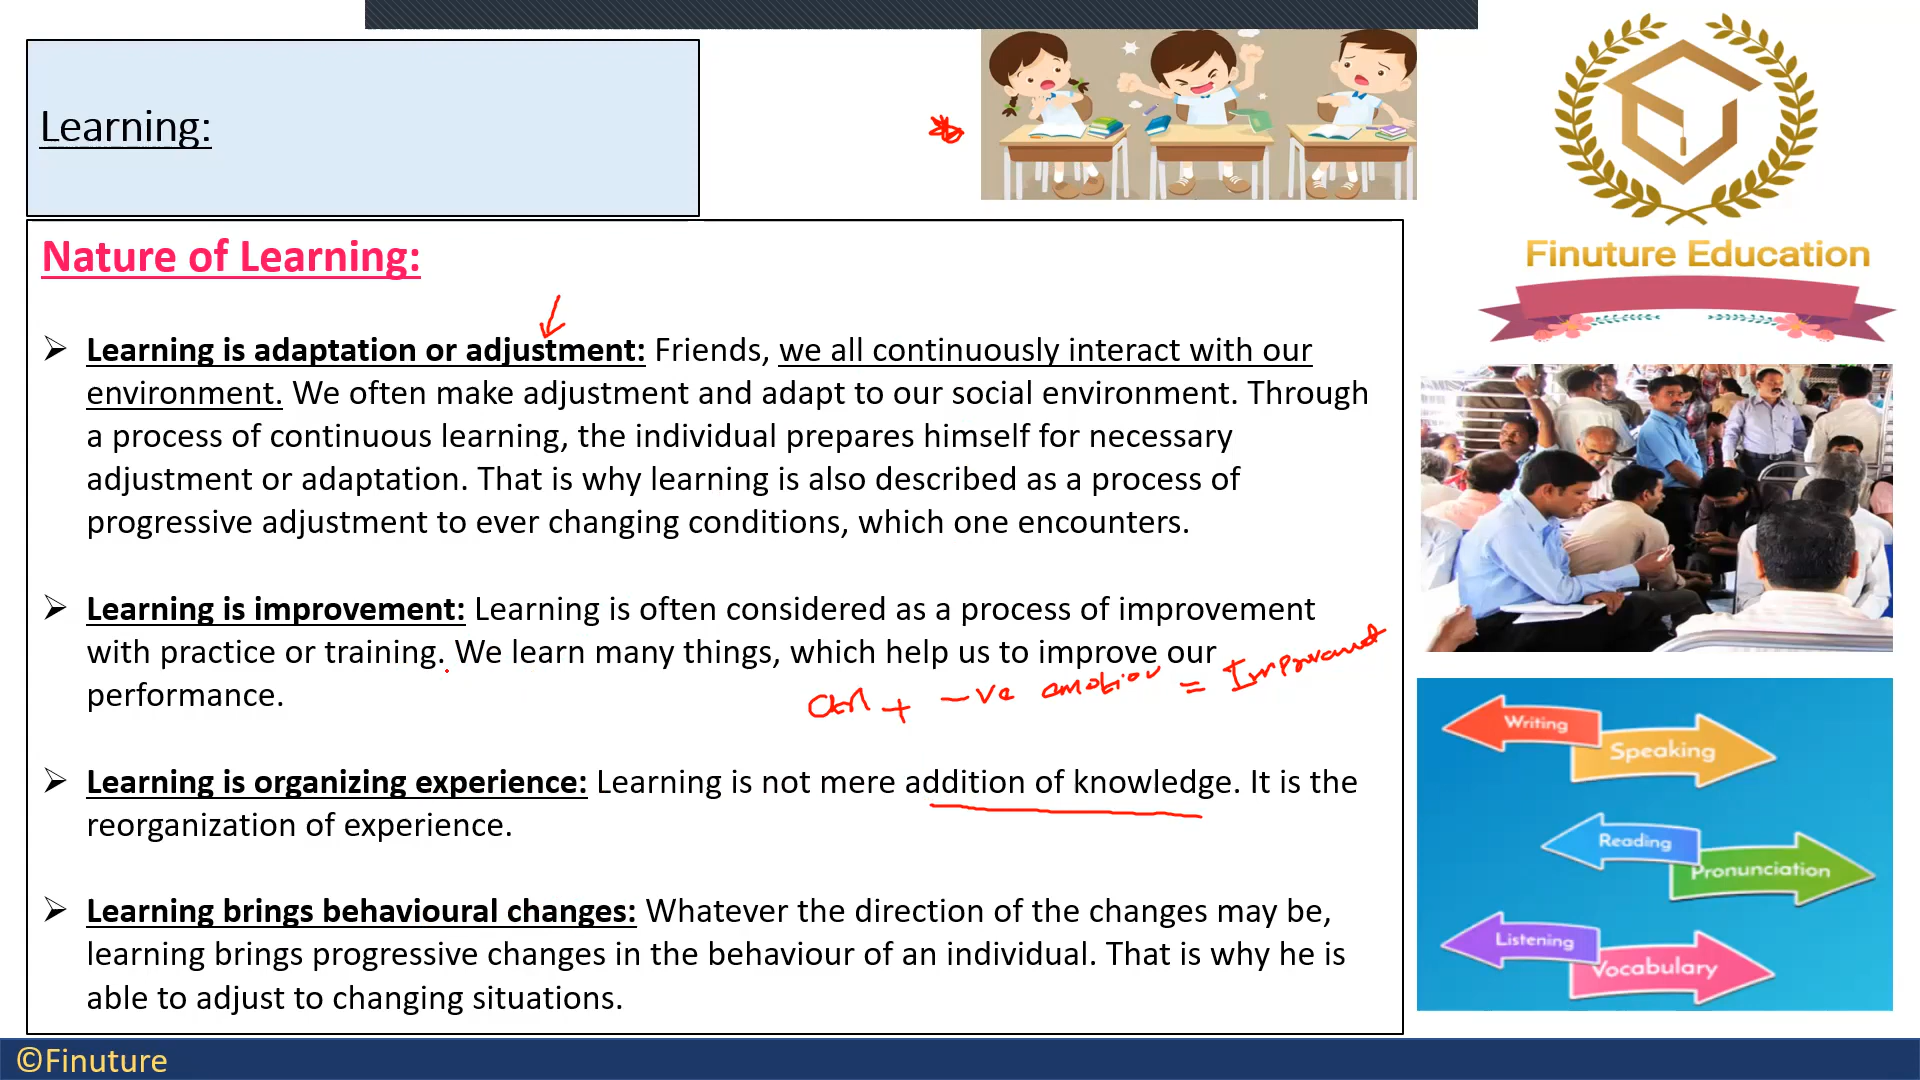 Learning:
Finuture Education
Nature of Learning:
➢ Learning is adaptation or adjustment: Friends, we all continuously interact with our
environment. We often make adjustment and adapt to our social environment. Through
a process of continuous learning, the individual prepares himself for necessary
adjustment or adaptation. That is why learning is also described as a process of
progressive adjustment to ever changing conditions, which one encounters.
➢ Learning is improvement: Learning is often considered as a process of improvement
with practice or training. We learn many things, which help us to improve our
performance.
+ -ve emotion = Improvement
➢ Learning is organizing experience: Learning is not mere addition of knowledge. It is the
reorganization of experience.
➢ Learning brings behavioural changes: Whatever the direction of the changes may be,
learning brings progressive changes in the behaviour of an individual. That is why he is
able to adjust to changing situations.
Writing
Speaking
Reading
Pronunciation
Listening
Vocabulary
©Finuture